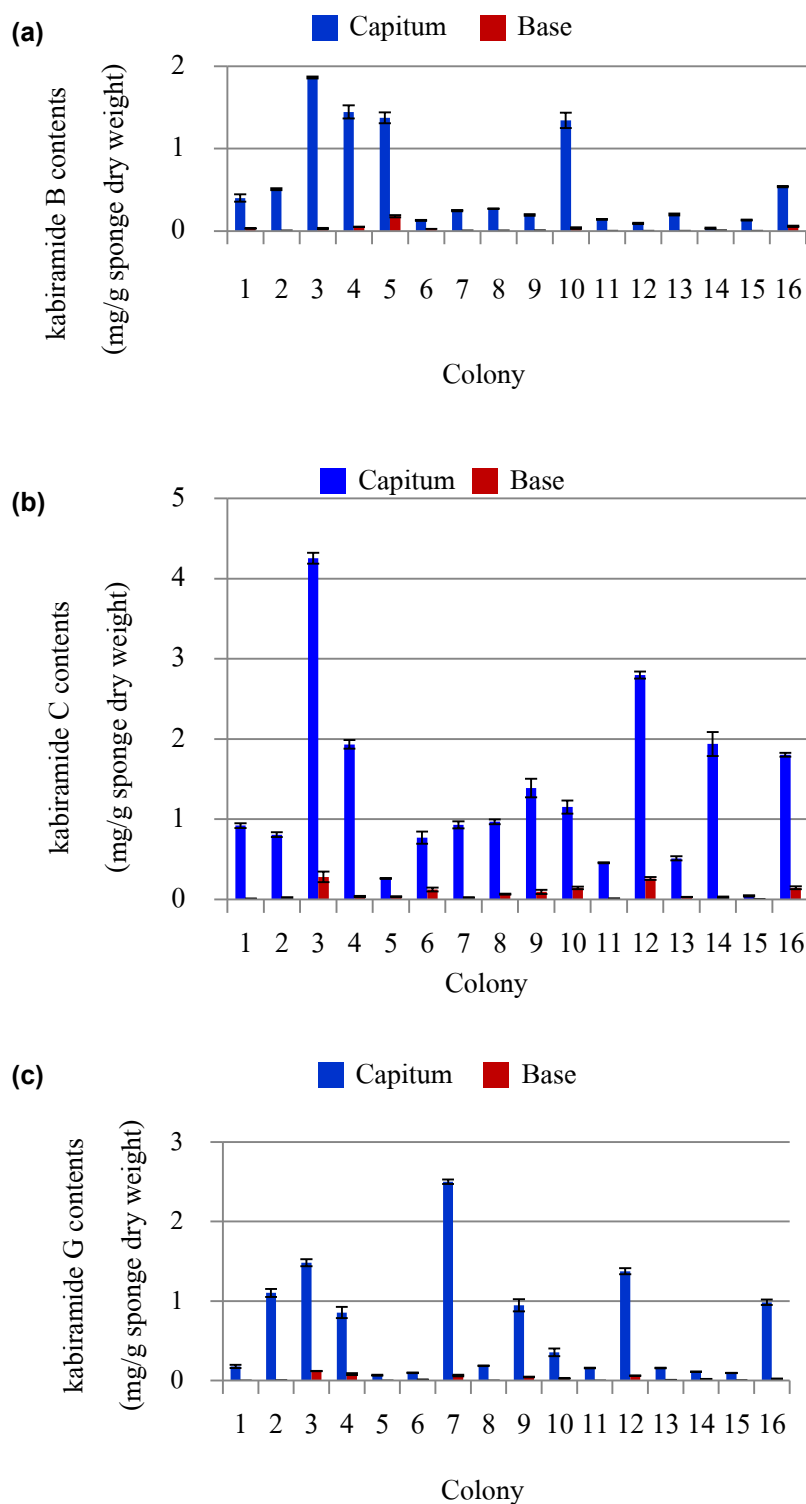 (a)
Capitum Base
kabiramide B contents
(mg/g sponge dry weight)
2
1
0
1 2 3 4 5 6 7 8 9 10 11 12 13 14 15 16
Colony
(b)
Capitum Base
kabiramide C contents
(mg/g sponge dry weight)
5
4
3
2
1
0
1 2 3 4 5 6 7 8 9 10 11 12 13 14 15 16
Colony
(c)
Capitum Base
kabiramide G contents
(mg/g sponge dry weight)
3
2
1
0
1 2 3 4 5 6 7 8 9 10 11 12 13 14 15 16
Colony